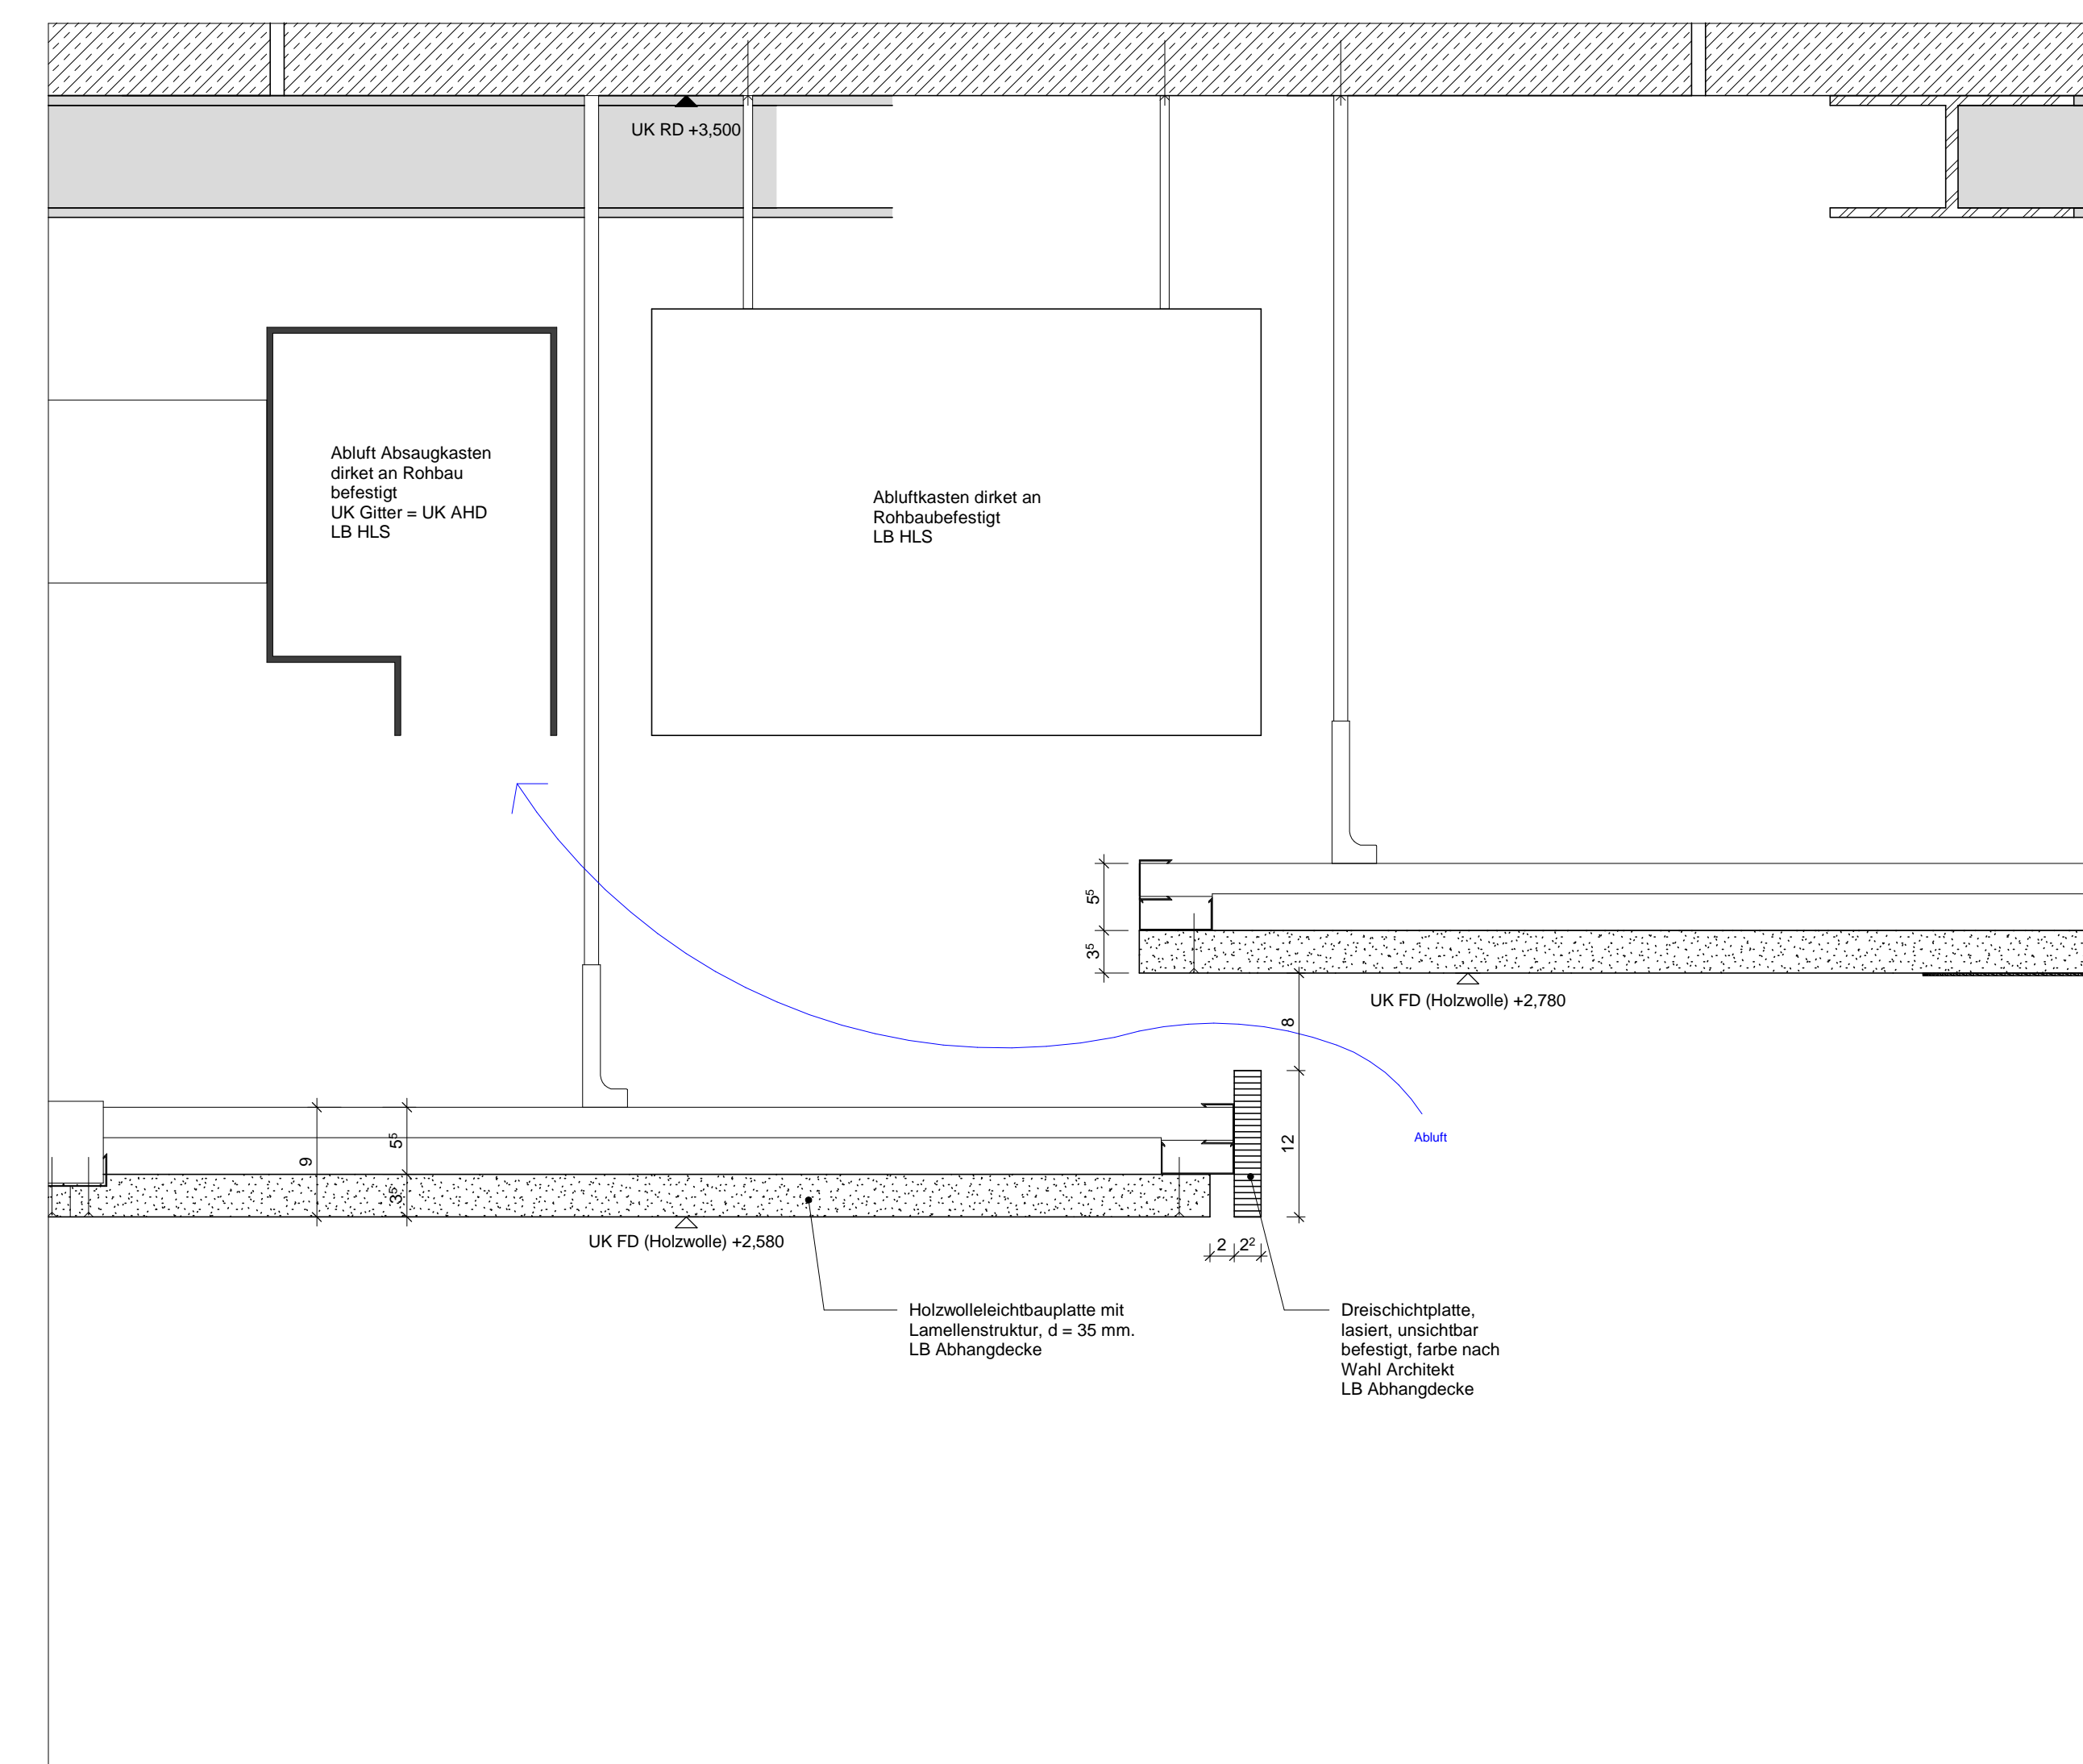 UK RD +3,500
Abluft Absaugkasten
dirket an Rohbau
befestigt
UK Gitter = UK AHD
LB HLS
Abluftkasten dirket an
Rohbaubefestigt
LB HLS
5⁵
3⁵
UK FD (Holzwolle) +2,780
8
12
Abluft
9
5⁵
3⁵
UK FD (Holzwolle) +2,580
2
2²
Holzwolleleichtbauplatte mit
Lamellenstruktur, d = 35 mm.
LB Abhangdecke
Dreischichtplatte,
lasiert, unsichtbar
befestigt, farbe nach
Wahl Architekt
LB Abhangdecke